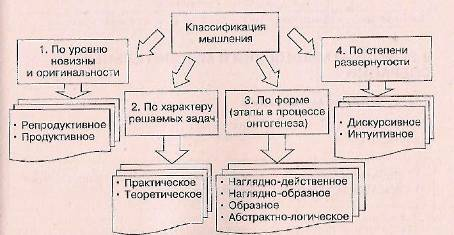 Классификация
мышления
1. По уровню
новизны
и оригинальности
4. По степени
развернутости
2. По характеру
решаемых задач
3. По форме
(этапы в процессе
онтогенеза)
• Репродуктивное
• Продуктивное
• Дискурсивное
• Интуитивное
• Практическое
• Теоретическое
• Наглядно-действенное
• Наглядно-образное
• Образное
• Абстрактно-логическое